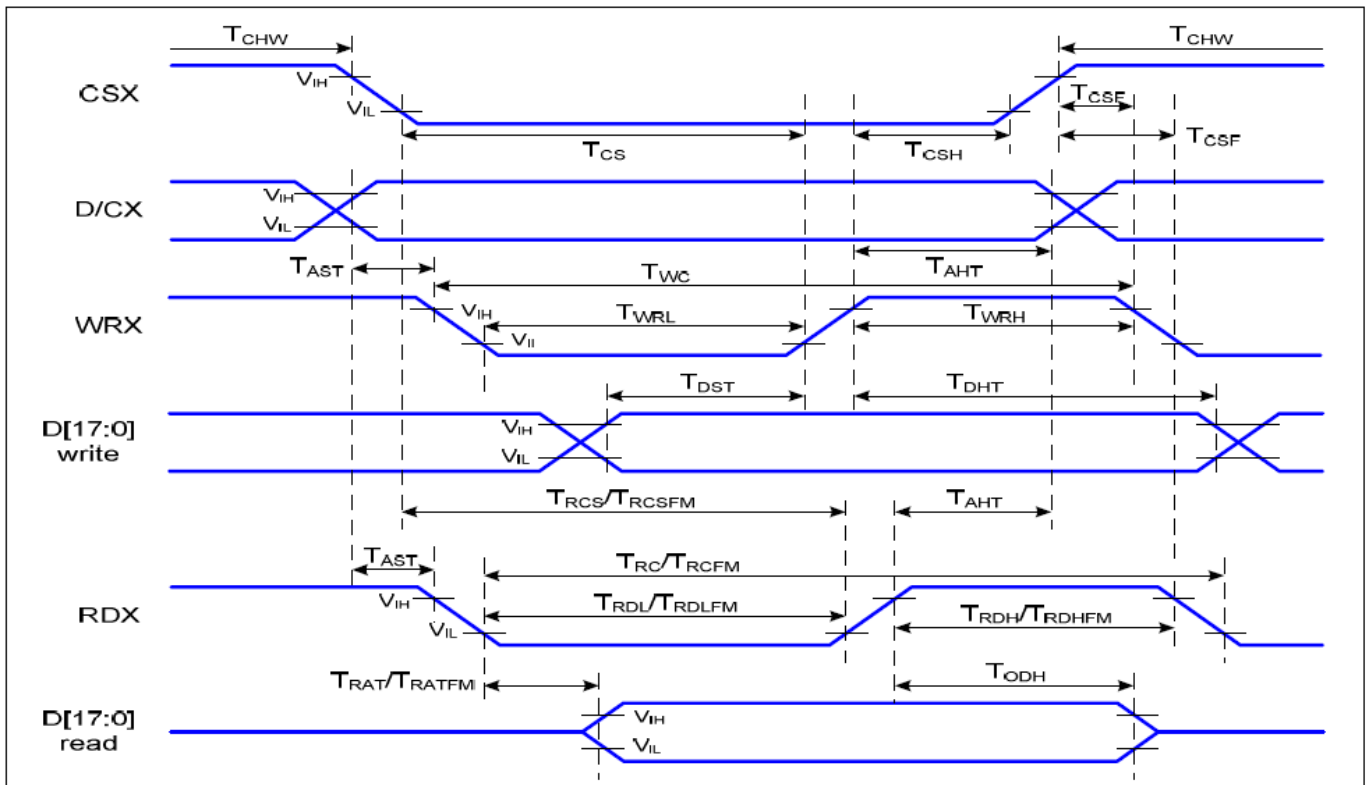 TCHW TCHW
VIH
CSX TCSF
VIL TCSF
TCS TCSH
VIH
D/CX
VIL
TAST TWC TAHT
VIH
WRX TWRL TWRH
VIL
TDST TDHT
D[17:0] VIH
write
VIL
TRCS/TRCSFM TAHT
TAST TRC/TRCFM
VIH TRDL/TRDLFM
RDX TRDH/TRDHFM
VIL
TRAT/TRATFM TODH
D[17:0] VIH
read VIL